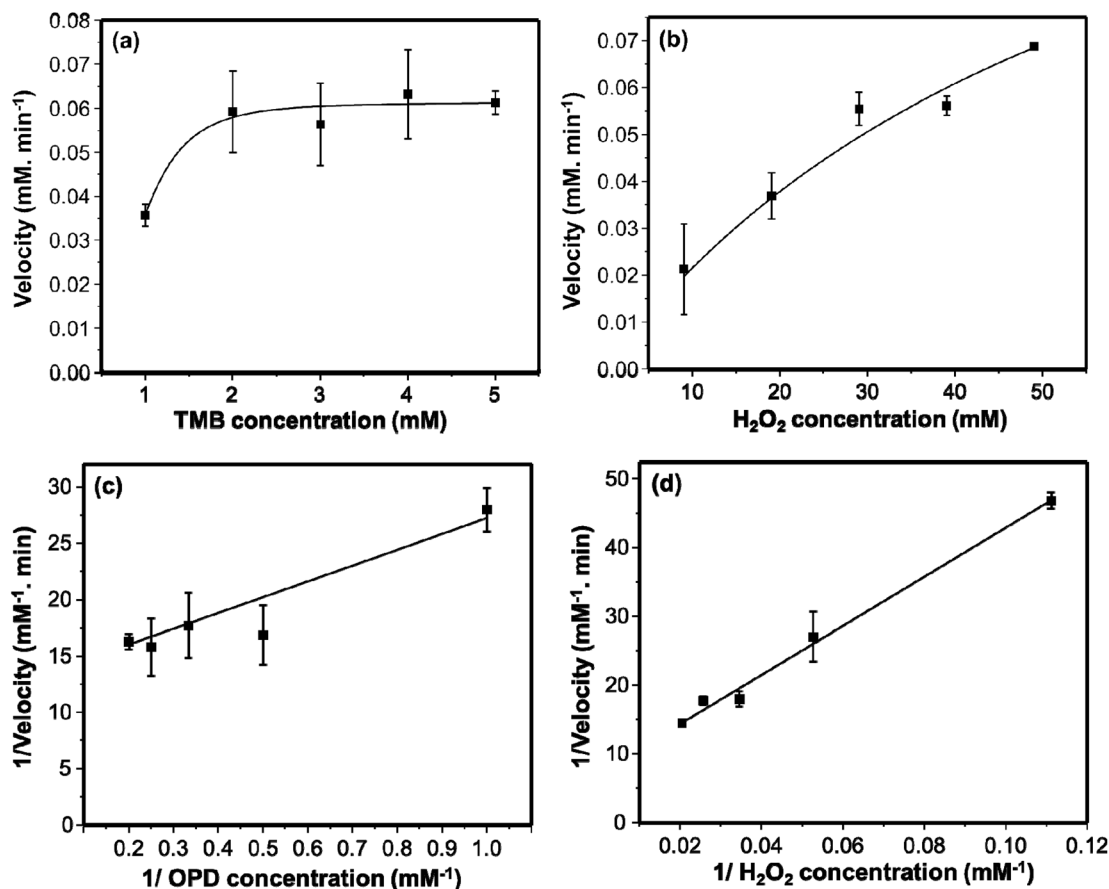 (a)
Velocity (mM. min⁻¹)
0.08
0.07
0.06
0.05
0.04
0.03
0.02
0.01
0.00
1 2 3 4 5
TMB concentration (mM)
(b)
Velocity (mM. min⁻¹)
0.07
0.06
0.05
0.04
0.03
0.02
0.01
0.00
10 20 30 40 50
H₂O₂ concentration (mM)
(c)
1/Velocity (mM⁻¹. min)
30
25
20
15
10
5
0
0.2 0.3 0.4 0.5 0.6 0.7 0.8 0.9 1.0
1/ OPD concentration (mM⁻¹)
(d)
1/Velocity (mM⁻¹. min)
50
40
30
20
10
0
0.02 0.04 0.06 0.08 0.10 0.12
1/ H₂O₂ concentration (mM⁻¹)